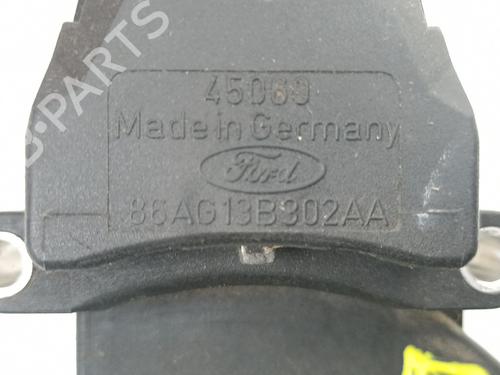 B-PARTS
45060
Made in Germany
Ford
86AG13B302AA